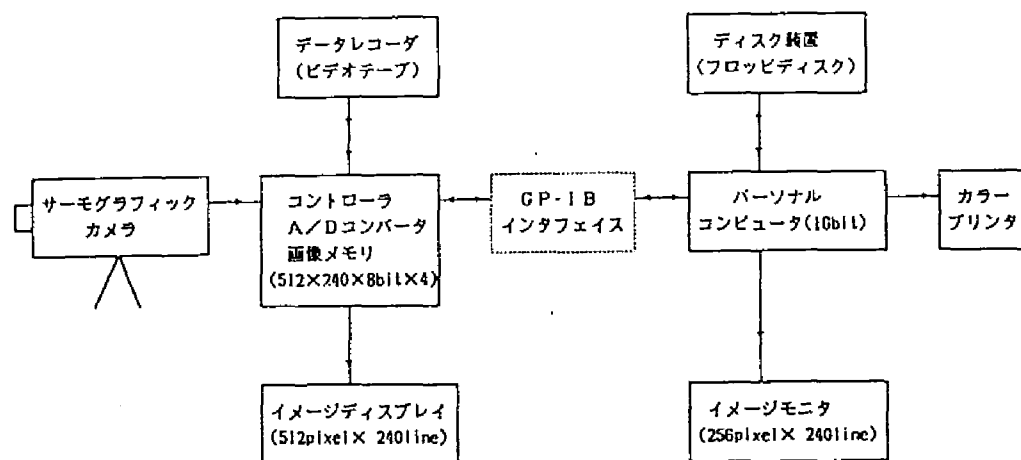 データレコーダ
(ビデオテープ)
ディスク装置
(フロッピディスク)
サーモグラフィック
カメラ
コントローラ
A/Dコンバータ
画像メモリ
(512×240×8bit×4)
GP-IB
インタフェイス
パーソナル
コンピュータ(16bit)
カラー
プリンタ
イメージディスプレイ
(512pixel× 240line)
イメージモニタ
(256pixel× 240line)